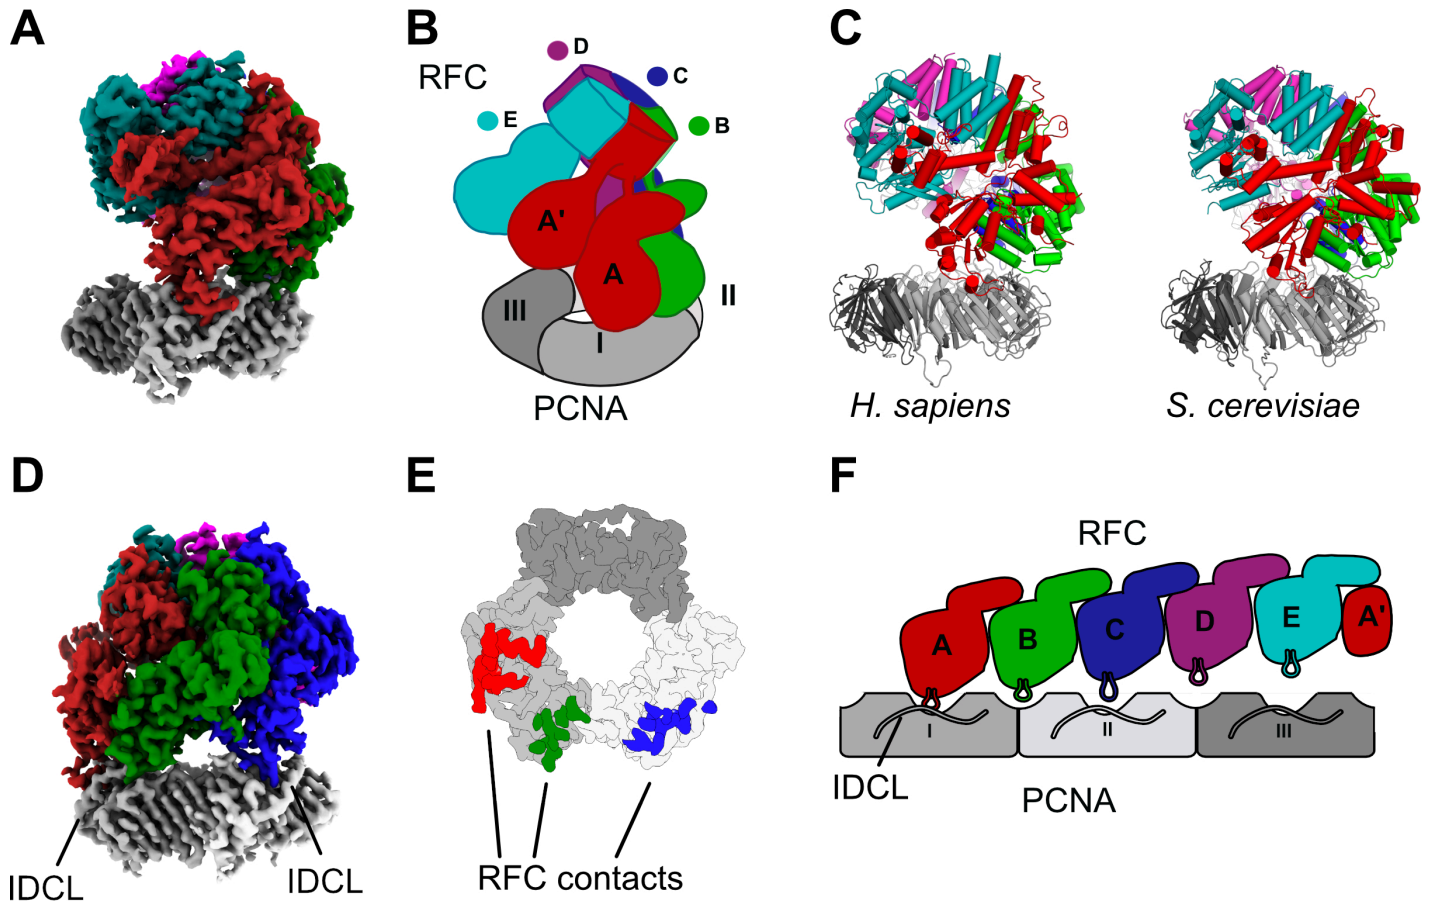 A
B
RFC
D
C
E
B
A'
A
III
II
I
PCNA
C
H. sapiens
S. cerevisiae
D
IDCL
IDCL
E
RFC contacts
F
RFC
A
B
C
D
E
A'
I
II
III
IDCL
PCNA